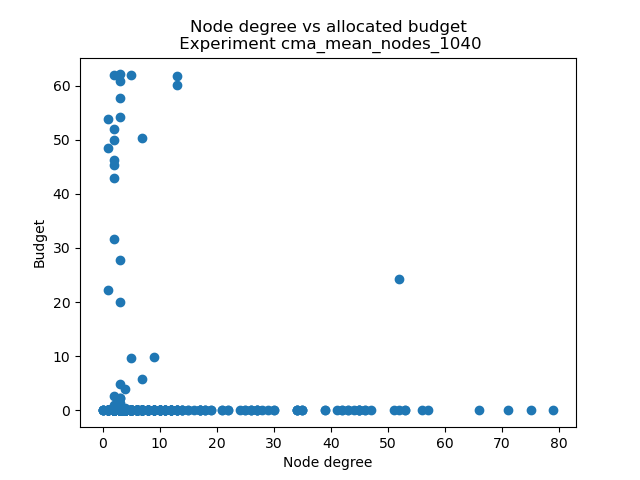 Node degree vs allocated budget
Experiment cma_mean_nodes_1040
60
50
40
30
20
10
0
Budget
0 10 20 30 40 50 60 70 80
Node degree